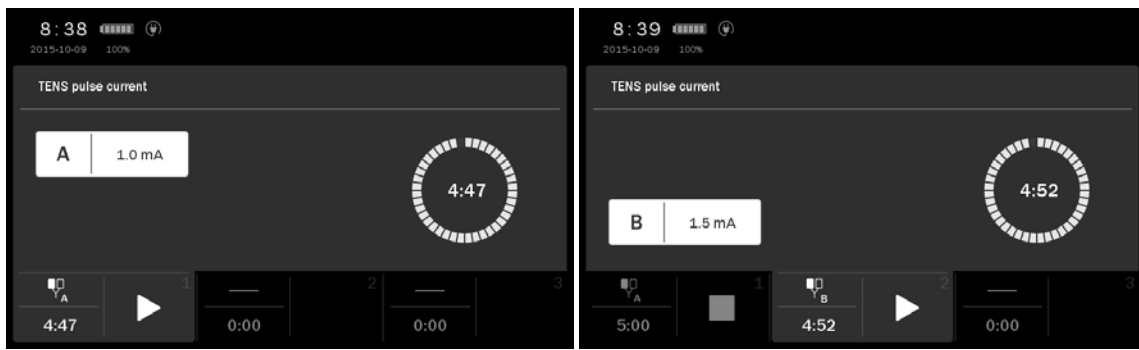 8:38
2015-10-09 100%
TENS pulse current
A 1.0 mA
4:47
1 2 3
A
4:47 0:00 0:00
8:39
2015-10-09 100%
TENS pulse current
4:52
B 1.5 mA
1 2 3
A B
5:00 4:52 0:00